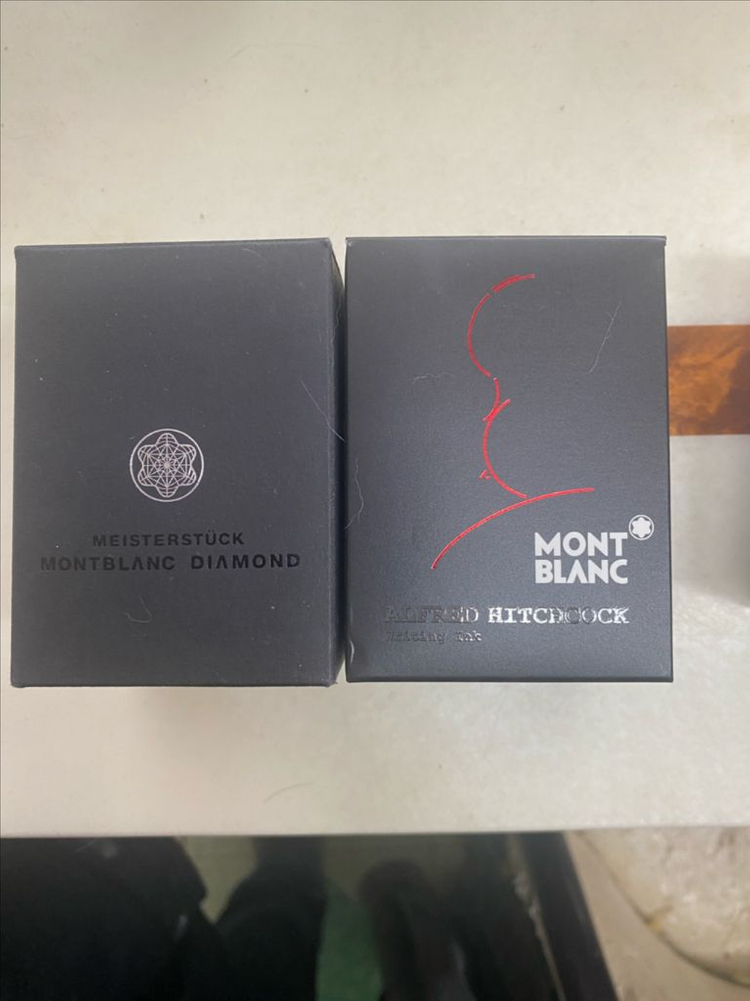 MEISTERSTÜCK
MONTBLANC DIAMOND
MONT
BLANC
ALFRED HITCHCOCK
Writing Ink